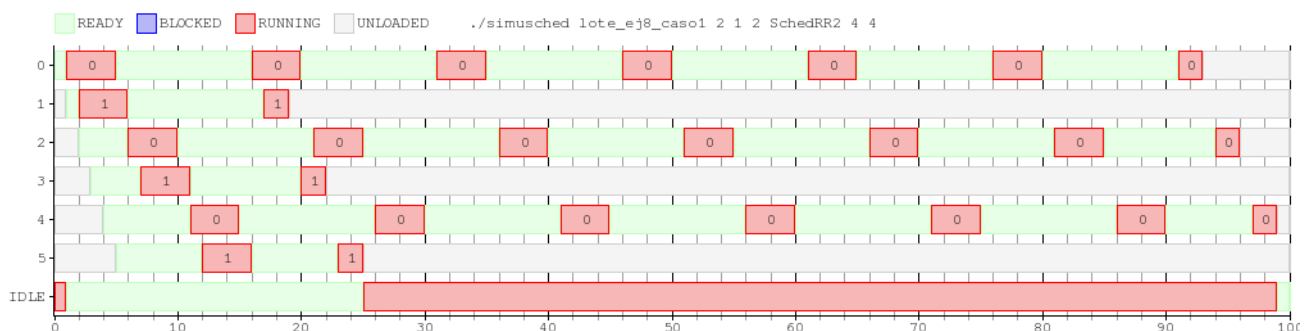 READY BLOCKED RUNNING UNLOADED ./simusched lote_ej8_caso1 2 1 2 SchedRR2 4 4
0 0 0 0 0 0 0 0
1 1 1
2 0 0 0 0 0 0 0
3 1 1
4 0 0 0 0 0 0 0
5 1 1
IDLE
0 10 20 30 40 50 60 70 80 90 100